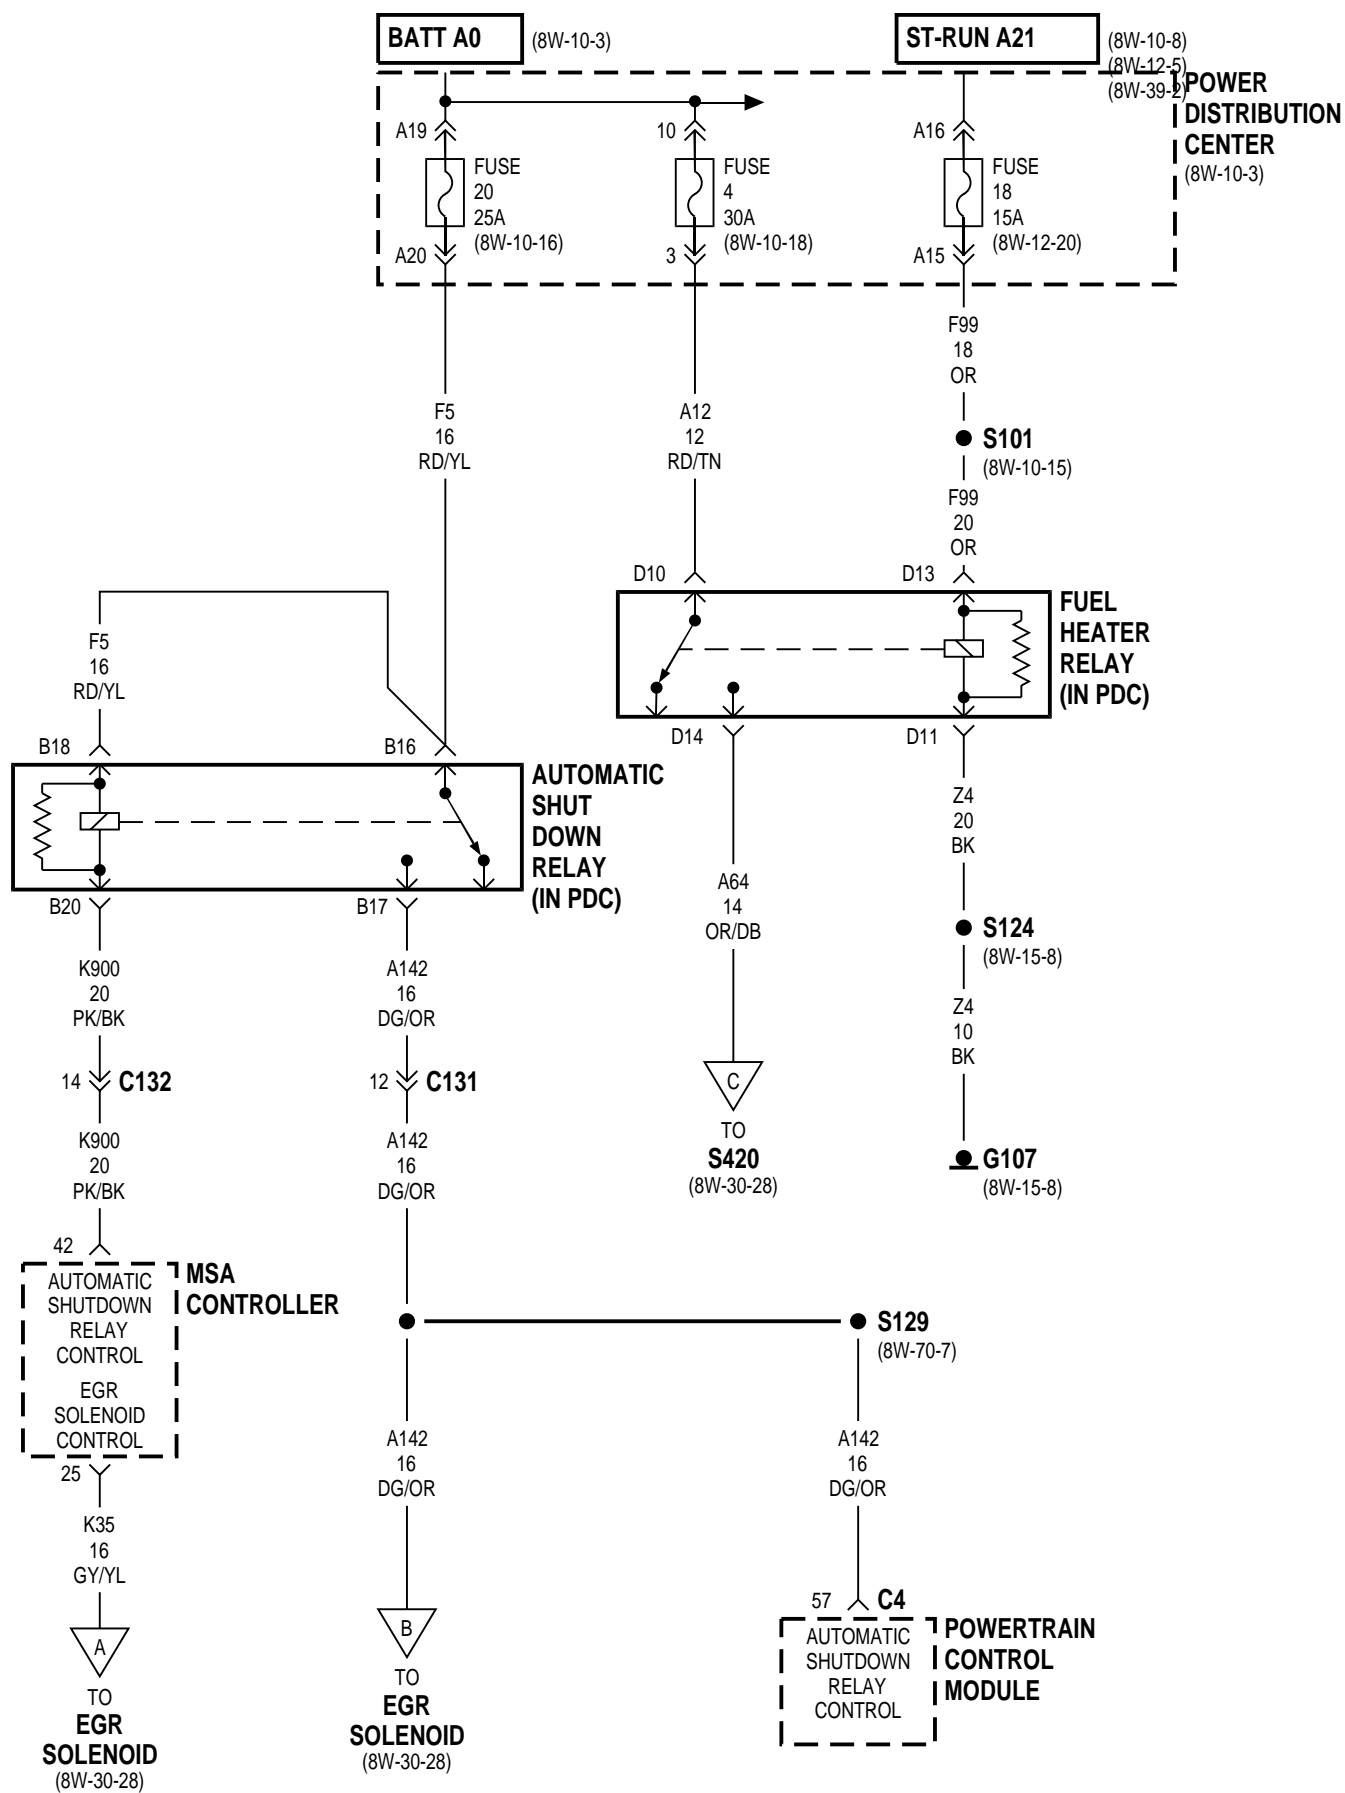 BATT A0
(8W-10-3)
ST-RUN A21
(8W-10-8)
(8W-12-5)
(8W-39-2)
POWER
DISTRIBUTION
CENTER
(8W-10-3)
A19
FUSE
20
25A
(8W-10-16)
A20
10
FUSE
4
30A
(8W-10-18)
3
A16
FUSE
18
15A
(8W-12-20)
A15
F5
16
RD/YL
A12
12
RD/TN
F99
18
OR
S101
(8W-10-15)
F99
20
OR
D10
D13
FUEL
HEATER
RELAY
(IN PDC)
D14
D11
F5
16
RD/YL
B18
B16
AUTOMATIC
SHUT
DOWN
RELAY
(IN PDC)
B20
B17
Z4
20
BK
S124
(8W-15-8)
Z4
10
BK
G107
(8W-15-8)
A64
14
OR/DB
C
TO
S420
(8W-30-28)
K900
20
PK/BK
14
C132
K900
20
PK/BK
A142
16
DG/OR
12
C131
A142
16
DG/OR
42
MSA
CONTROLLER
AUTOMATIC
SHUTDOWN
RELAY
CONTROL
EGR
SOLENOID
CONTROL
25
K35
16
GY/YL
A
TO
EGR
SOLENOID
(8W-30-28)
S129
(8W-70-7)
A142
16
DG/OR
B
TO
EGR
SOLENOID
(8W-30-28)
A142
16
DG/OR
57
C4
AUTOMATIC
SHUTDOWN
RELAY
CONTROL
POWERTRAIN
CONTROL
MODULE